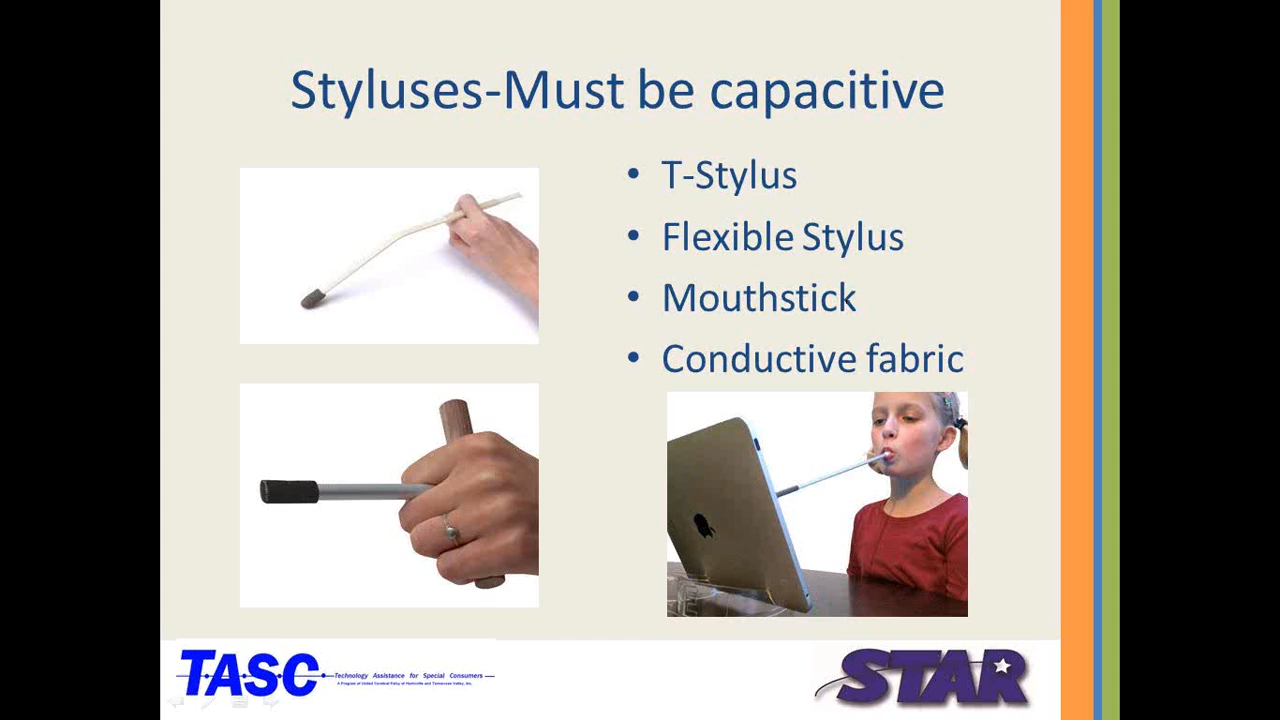 Styluses-Must be capacitive
• T-Stylus
• Flexible Stylus
• Mouthstick
• Conductive fabric
TASC
Technology Assistance for Special Consumers
A Program of United Cerebral Palsy of Huntsville and Tennessee Valley, Inc.
STAR